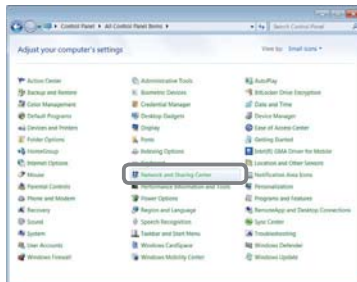 Control Panel ▸ All Control Panel Items ▸
Search Control Panel
Adjust your computer's settings
View by: Small icons
Action Center
Administrative Tools
AutoPlay
Backup and Restore
Biometric Devices
BitLocker Drive Encryption
Color Management
Credential Manager
Date and Time
Default Programs
Desktop Gadgets
Device Manager
Devices and Printers
Display
Ease of Access Center
Folder Options
Fonts
Getting Started
HomeGroup
Indexing Options
Intel(R) GMA Driver for Mobile
Internet Options
Location and Other Sensors
Mouse
Network and Sharing Center
Notification Area Icons
Parental Controls
Performance Information and Tools
Personalization
Phone and Modem
Power Options
Programs and Features
Recovery
Region and Language
RemoteApp and Desktop Connections
Sound
Speech Recognition
Sync Center
System
Taskbar and Start Menu
Troubleshooting
User Accounts
Windows CardSpace
Windows Defender
Windows Firewall
Windows Mobility Center
Windows Update